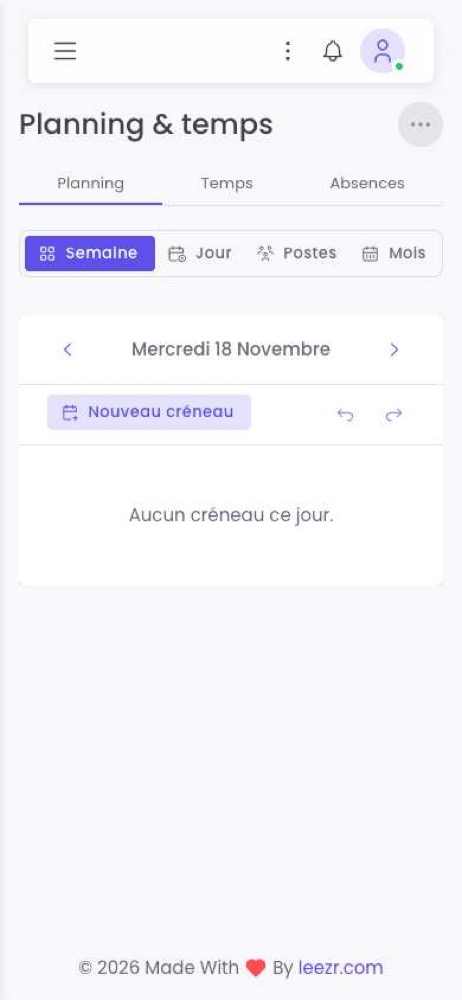 Planning & temps
Planning Temps Absences
Semaine Jour Postes Mois
Mercredi 18 Novembre
Nouveau créneau
Aucun créneau ce jour.
© 2026 Made With ❤ By leezr.com